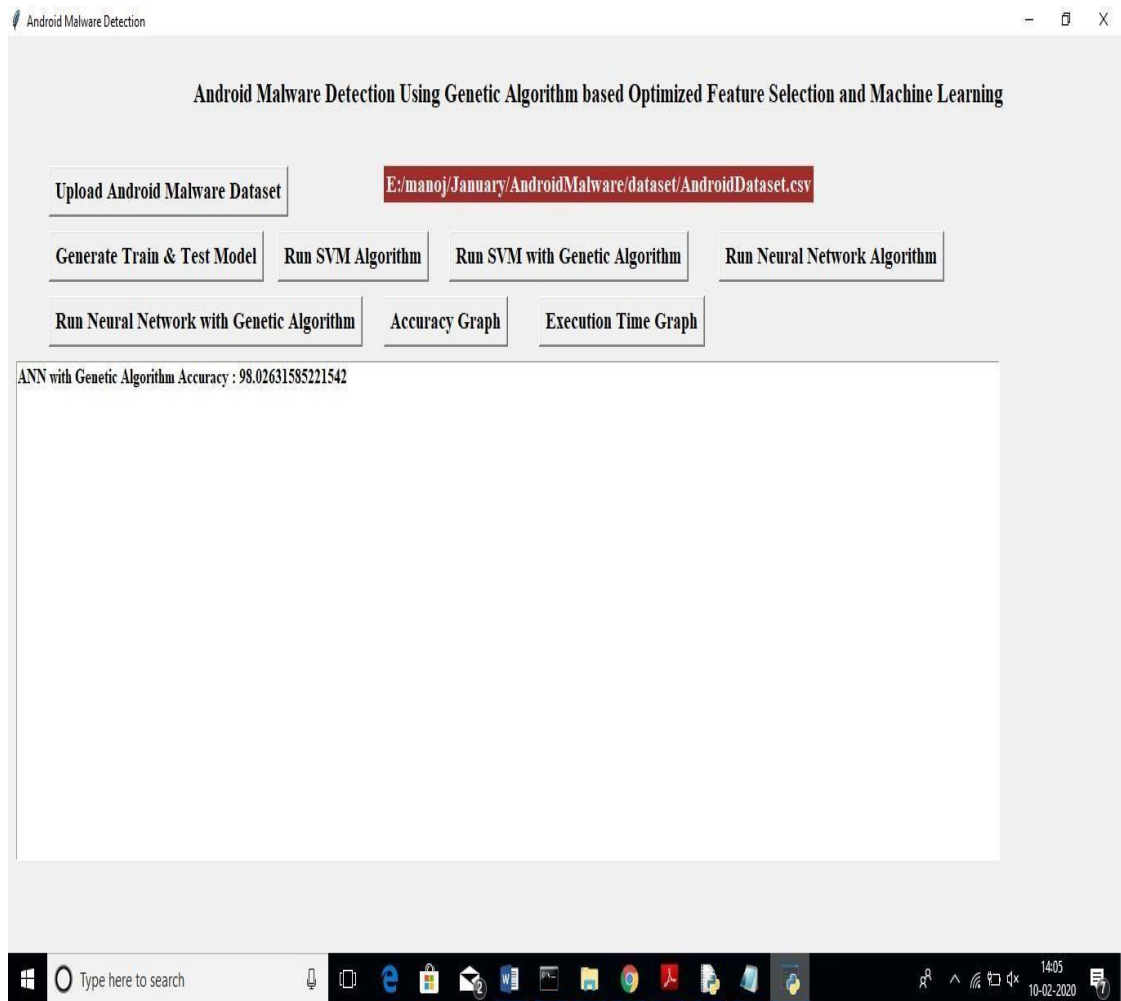 Android Malware Detection
Android Malware Detection Using Genetic Algorithm based Optimized Feature Selection and Machine Learning
Upload Android Malware Dataset
E:/manoj/January/AndroidMalware/dataset/AndroidDataset.csv
Generate Train & Test Model
Run SVM Algorithm
Run SVM with Genetic Algorithm
Run Neural Network Algorithm
Run Neural Network with Genetic Algorithm
Accuracy Graph
Execution Time Graph
ANN with Genetic Algorithm Accuracy : 98.02631585221542
Type here to search
2
14:05
10-02-2020
7